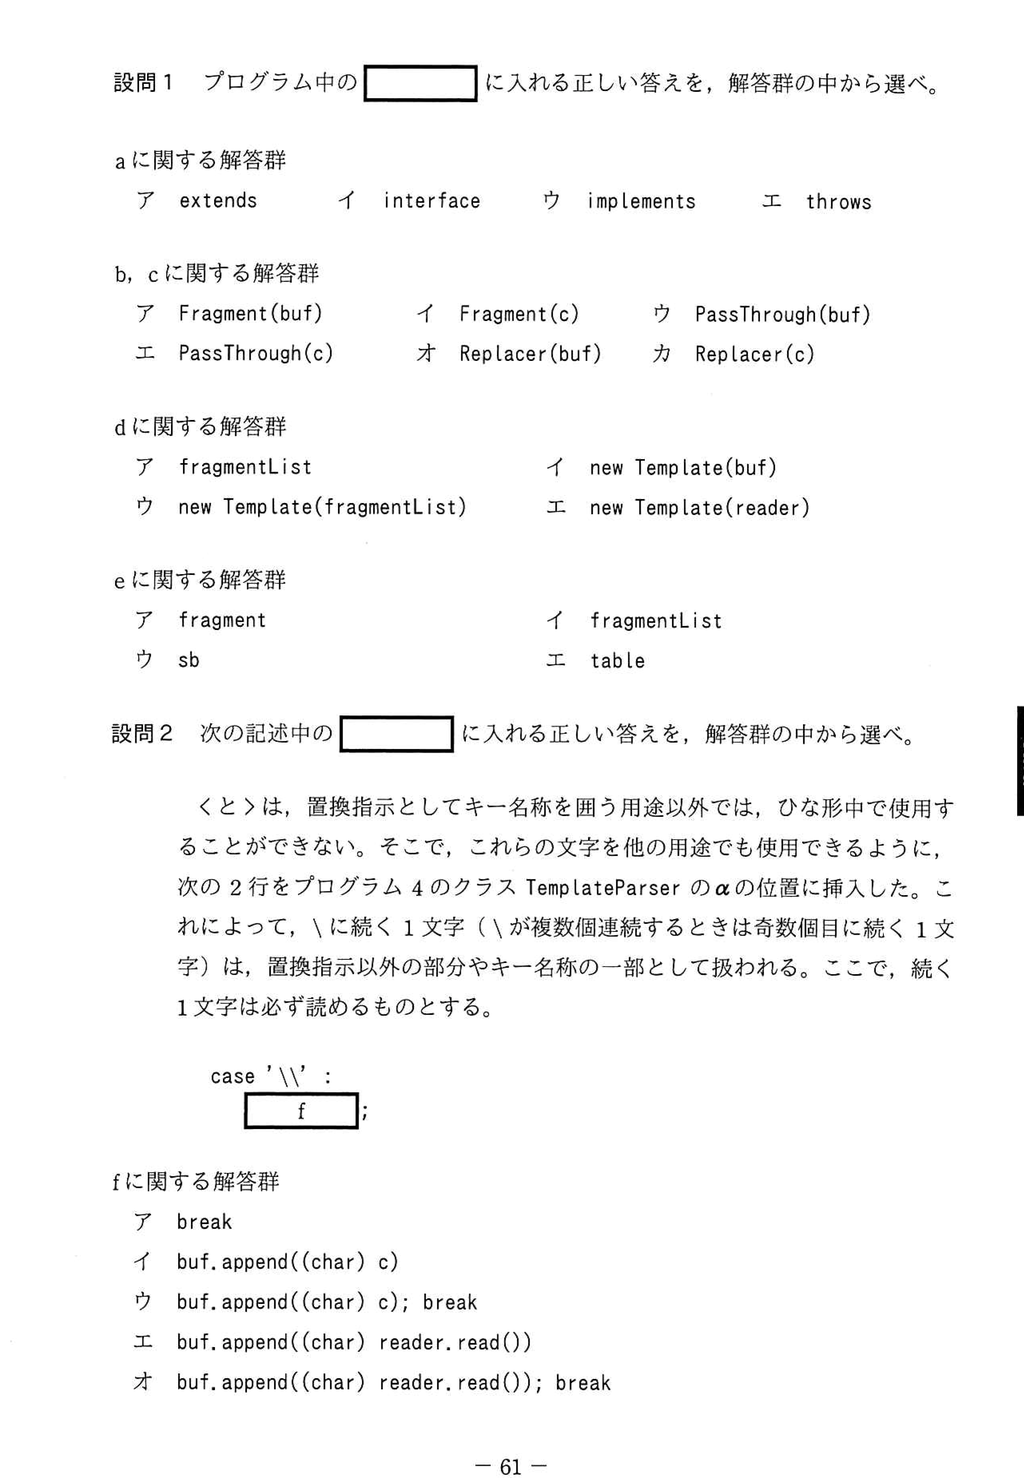 設問1　プログラム中の　　　　に入れる正しい答えを，解答群の中から選べ。
aに関する解答群
ア　extends　イ　interface　ウ　implements　エ　throws
b，cに関する解答群
ア　Fragment(buf)　イ　Fragment(c)　ウ　PassThrough(buf)
エ　PassThrough(c)　オ　Replacer(buf)　カ　Replacer(c)
dに関する解答群
ア　fragmentList　イ　new Template(buf)
ウ　new Template(fragmentList)　エ　new Template(reader)
eに関する解答群
ア　fragment　イ　fragmentList
ウ　sb　エ　table
設問2　次の記述中の　　　　に入れる正しい答えを，解答群の中から選べ。
＜と＞は，置換指示としてキー名称を囲う用途以外では，ひな形中で使用す
ることができない。そこで，これらの文字を他の用途でも使用できるように，
次の2行をプログラム4のクラスTemplateParserのαの位置に挿入した。こ
れによって，\に続く1文字（\が複数個連続するときは奇数個目に続く1文
字）は，置換指示以外の部分やキー名称の一部として扱われる。ここで，続く
1文字は必ず読めるものとする。
case '\\' :
f ;
fに関する解答群
ア　break
イ　buf.append((char) c)
ウ　buf.append((char) c); break
エ　buf.append((char) reader.read())
オ　buf.append((char) reader.read()); break
－ 61 －